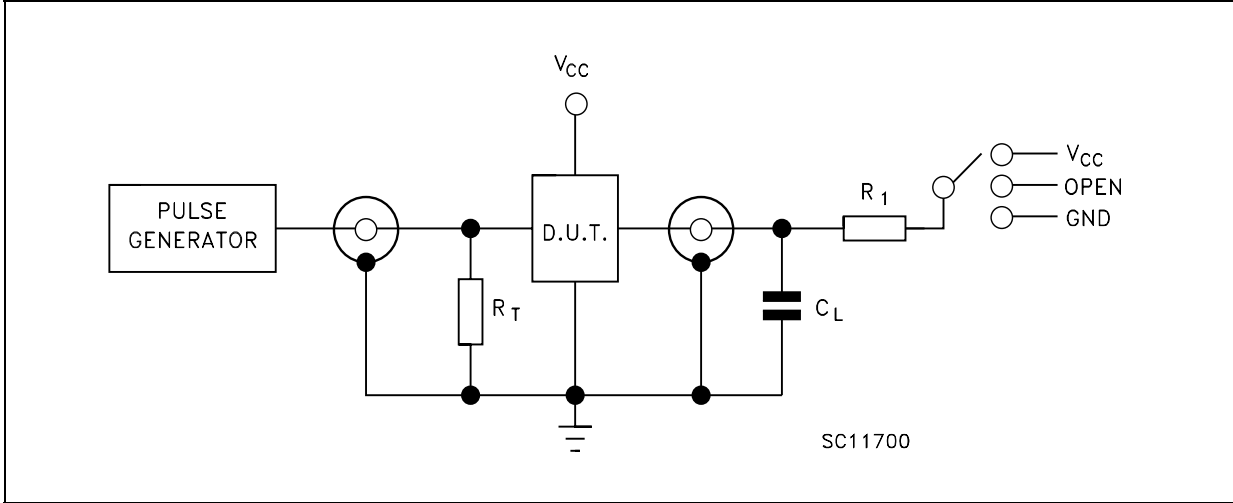 VCC
PULSE
GENERATOR
RT
D.U.T.
CL
R1
VCC
OPEN
GND
SC11700